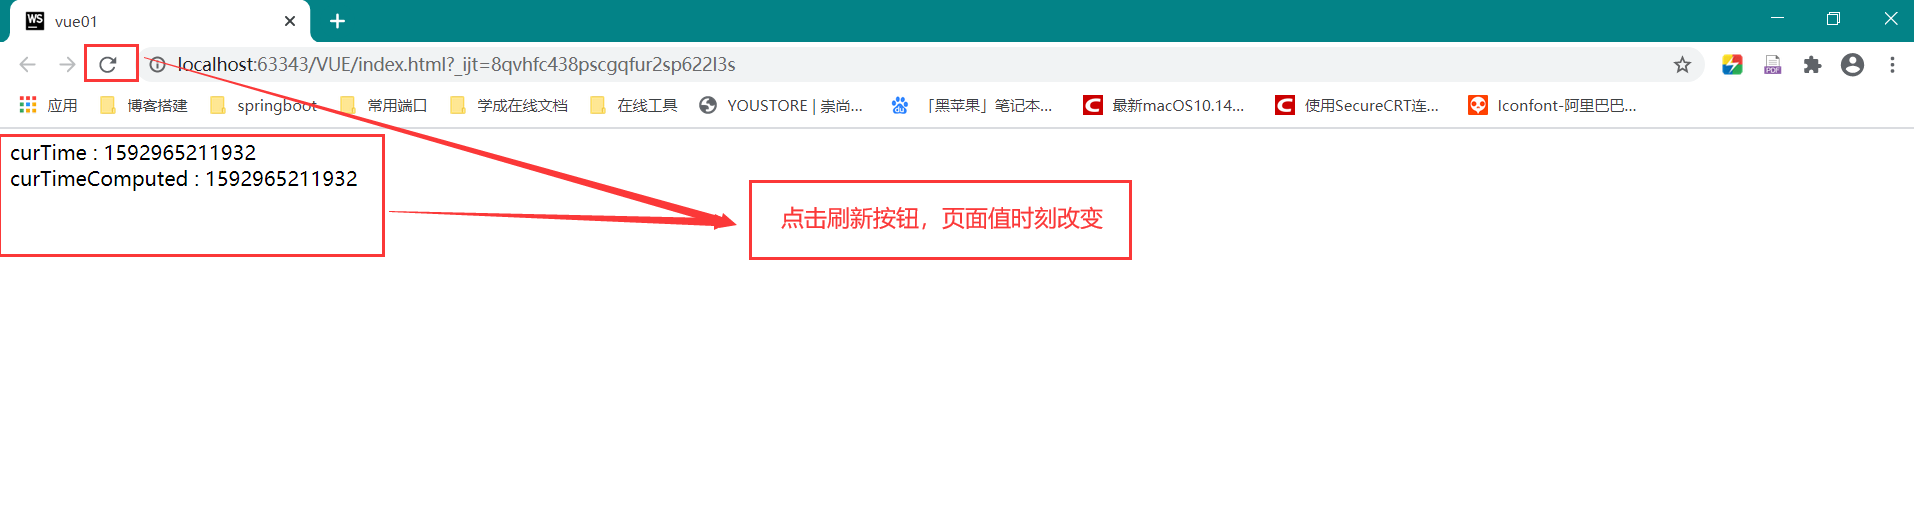 WS vue01
localhost:63343/VUE/index.html?_ijt=8qvhfc438pscgqfur2sp622l3s
PDF
应用 博客搭建 springboot 常用端口 学成在线文档 在线工具 YOUSTORE | 崇尚... 「黑苹果」笔记本... 最新macOS10.14... 使用SecureCRT连... Iconfont-阿里巴巴...
curTime : 1592965211932
curTimeComputed : 1592965211932
点击刷新按钮，页面值时刻改变